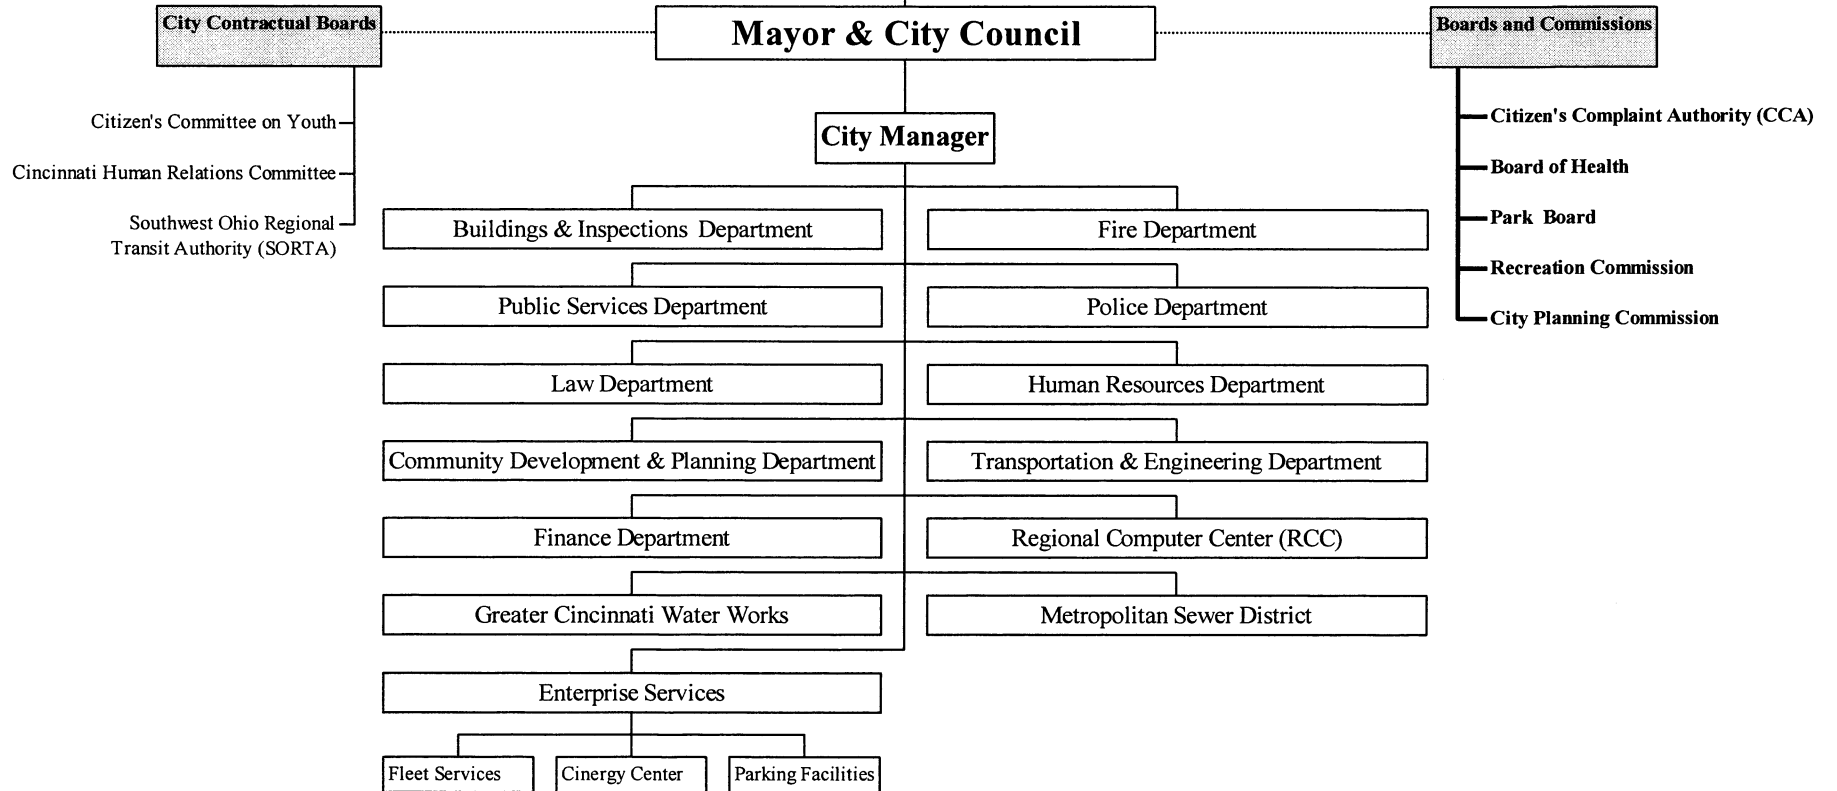 City Contractual Boards
Mayor & City Council
Boards and Commissions
Citizen's Committee on Youth
Cincinnati Human Relations Committee
Southwest Ohio Regional
Transit Authority (SORTA)
City Manager
Citizen's Complaint Authority (CCA)
Board of Health
Park Board
Recreation Commission
City Planning Commission
Buildings & Inspections Department
Fire Department
Public Services Department
Police Department
Law Department
Human Resources Department
Community Development & Planning Department
Transportation & Engineering Department
Finance Department
Regional Computer Center (RCC)
Greater Cincinnati Water Works
Metropolitan Sewer District
Enterprise Services
Fleet Services
Cinergy Center
Parking Facilities